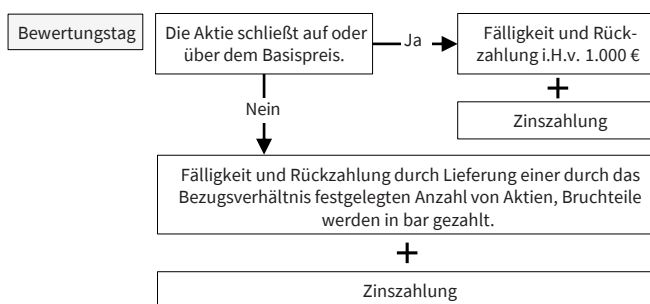 Bewertungstag
Die Aktie schließt auf oder
über dem Basispreis.
Ja
Fälligkeit und Rück-
zahlung i.H.v. 1.000 €
+
Zinszahlung
Nein
Fälligkeit und Rückzahlung durch Lieferung einer durch das
Bezugsverhältnis festgelegten Anzahl von Aktien, Bruchteile
werden in bar gezahlt.
+
Zinszahlung